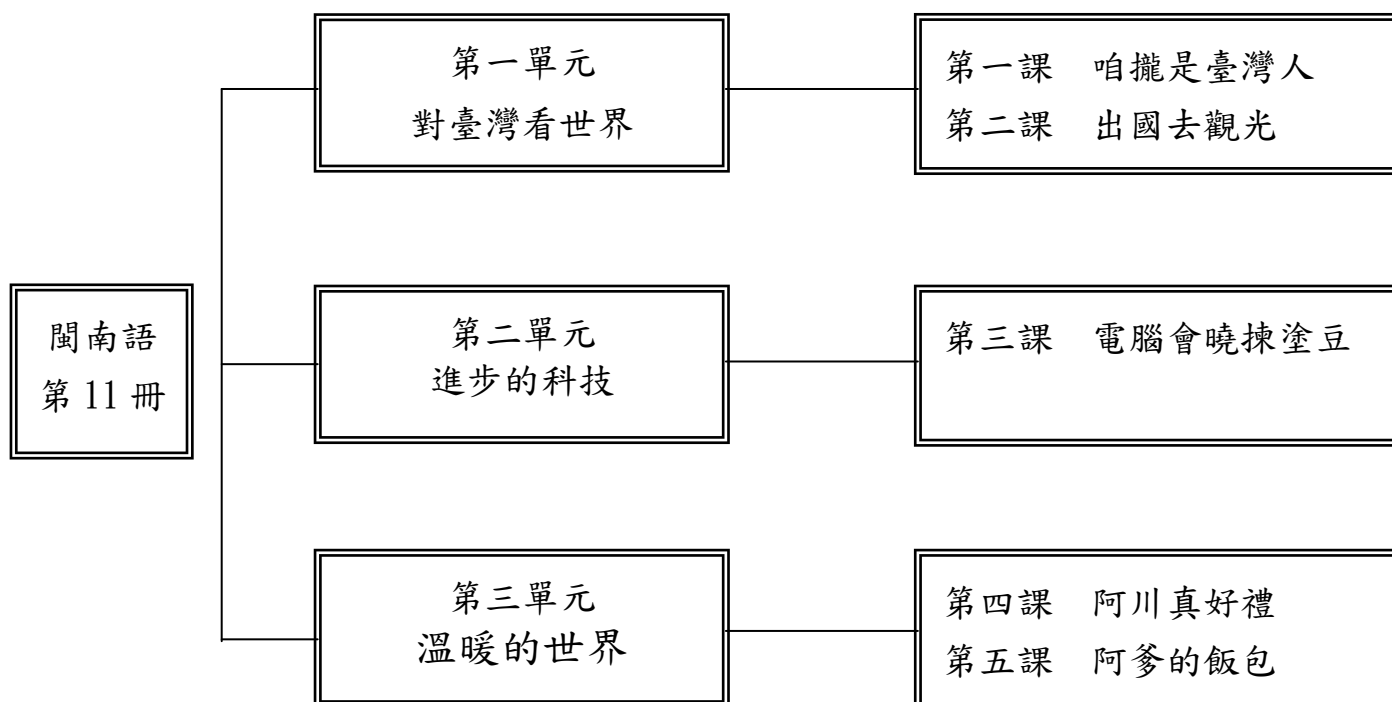 閩南語
第 11 冊
第一單元
對臺灣看世界
第一課　咱攏是臺灣人
第二課　出國去觀光
第二單元
進步的科技
第三課　電腦會曉揀塗豆
第三單元
溫暖的世界
第四課　阿川真好禮
第五課　阿爹的飯包